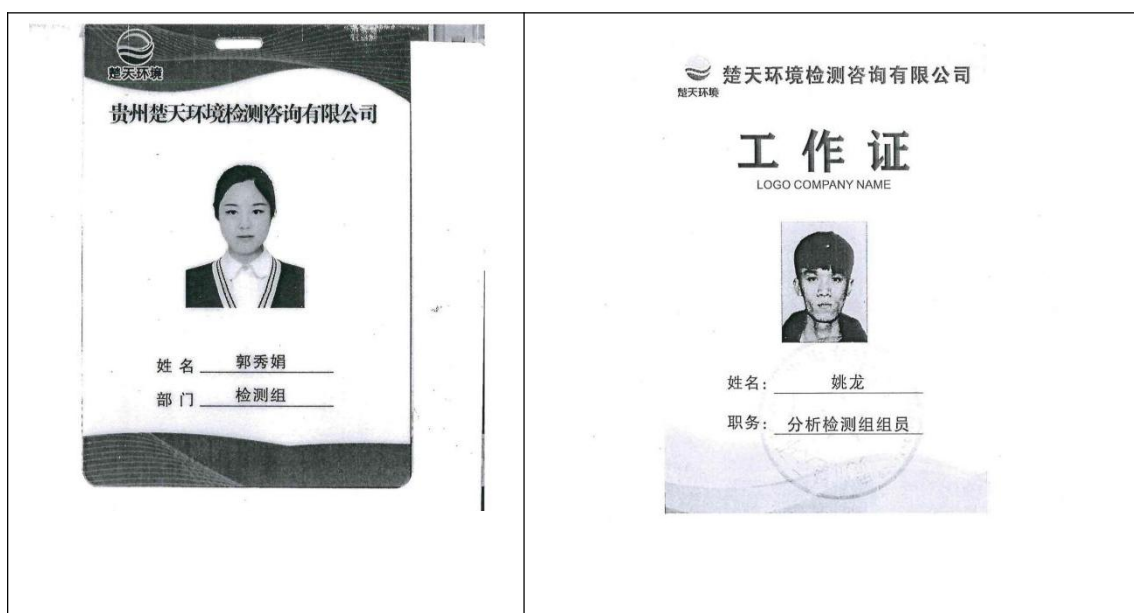 楚天环境
贵州楚天环境检测咨询有限公司
姓名 郭秀娟
部门 检测组
楚天环境
楚天环境检测咨询有限公司
工作证
LOGO COMPANY NAME
姓名： 姚龙
职务： 分析检测组组员